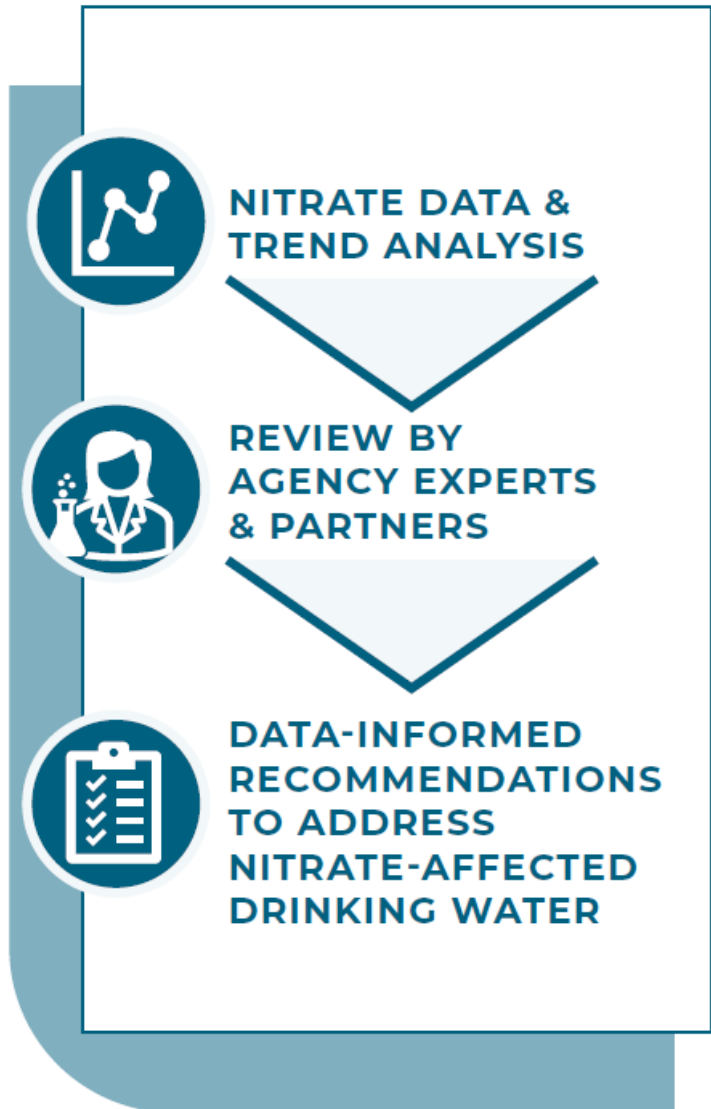 NITRATE DATA &
TREND ANALYSIS
REVIEW BY
AGENCY EXPERTS
& PARTNERS
DATA-INFORMED
RECOMMENDATIONS
TO ADDRESS
NITRATE-AFFECTED
DRINKING WATER